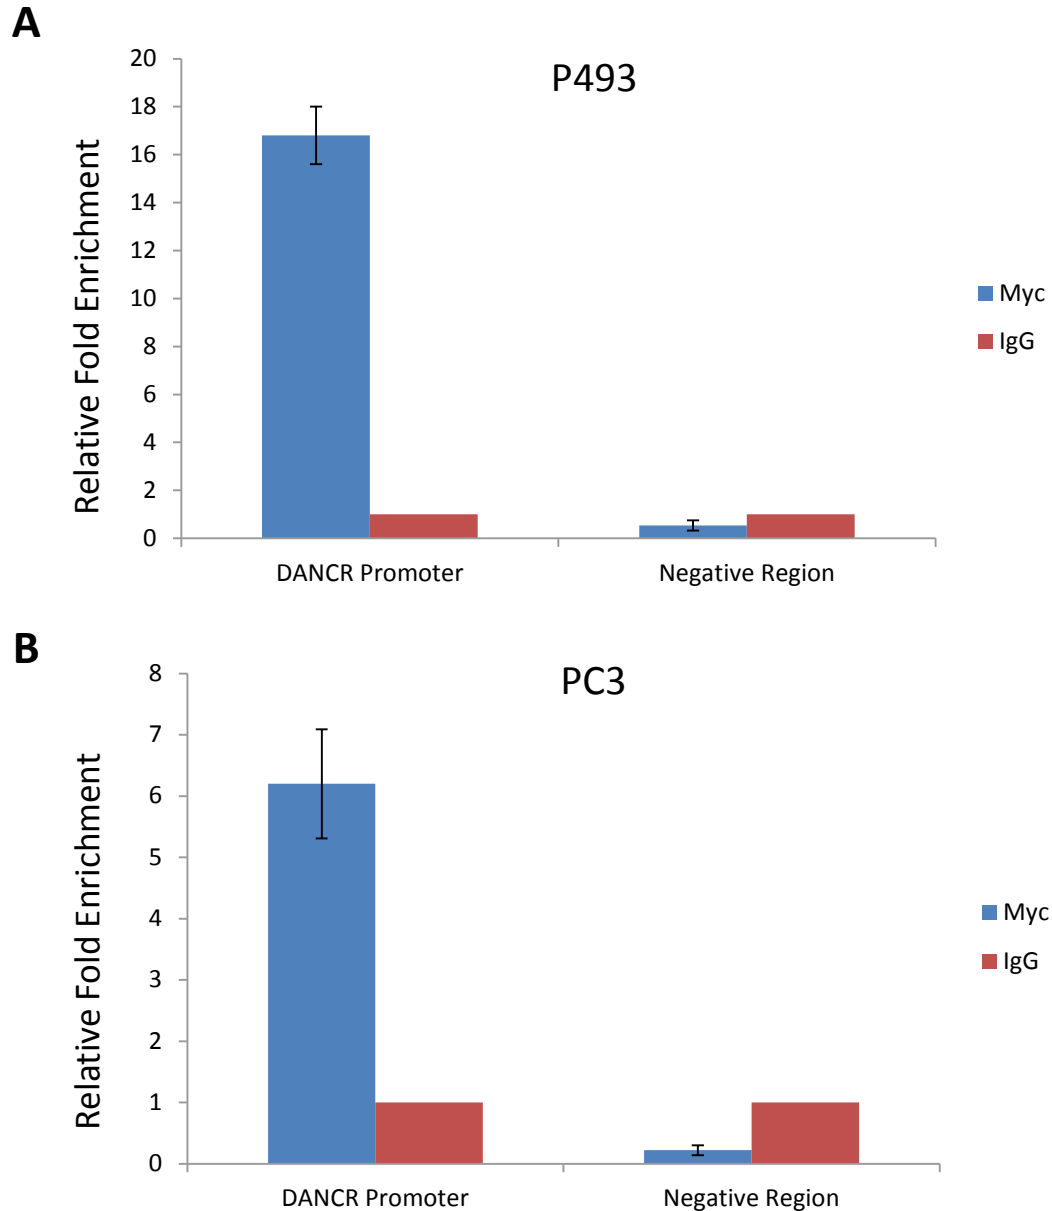 A
P493
Relative Fold Enrichment
20
18
16
14
12
10
8
6
4
2
0
DANCR Promoter
Negative Region
Myc
IgG
B
PC3
Relative Fold Enrichment
8
7
6
5
4
3
2
1
0
DANCR Promoter
Negative Region
Myc
IgG